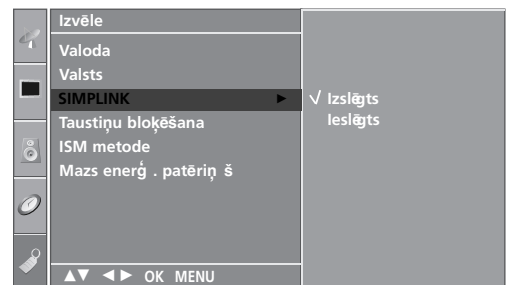 Izvēle
Valoda
Valsts
SIMPLINK ►
√ Izslēgts
Ieslēgts
Taustiņu bloķēšana
ISM metode
Mazs enerģ . patēriņ š
▲▼ ◄► OK MENU